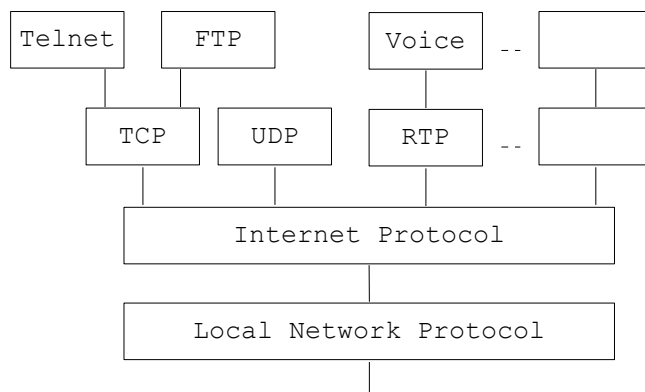 Telnet FTP Voice --
TCP UDP RTP --
Internet Protocol
Local Network Protocol